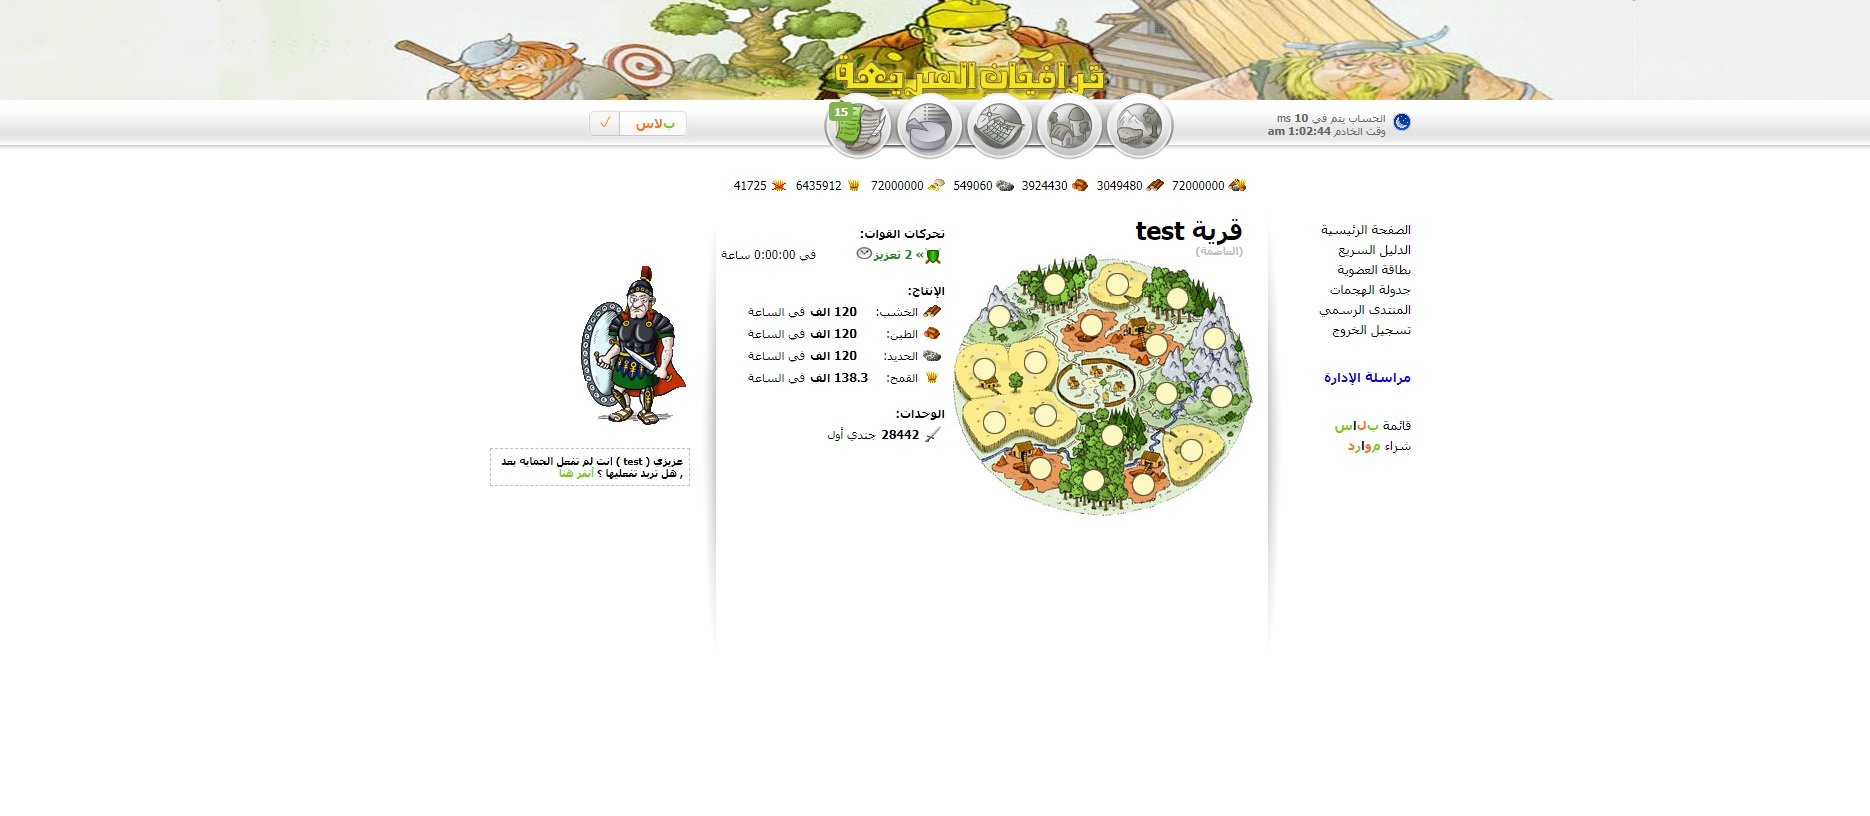 ترافيان السريعة
الحساب يتم في 10 ms
وقت الخادم 1:02:44 am
15
بلاس ✓
72000000
3049480
3924430
549060
72000000
6435912
41725
الصفحة الرئيسية
الدليل السريع
بطاقة العضوية
جدولة الهجمات
المنتدى الرسمي
تسجيل الخروج
مراسلة الإدارة
قائمة بلاس
شراء موارد
قرية test
(العاصمة)
تحركات القوات:
» 2 تعزيز في 0:00:00 ساعة
الإنتاج:
الخشب: 120 الف في الساعة
الطين: 120 الف في الساعة
الحديد: 120 الف في الساعة
القمح: 138.3 الف في الساعة
الوحدات:
28442 جندي أول
عزيزي ( test ) انت لم تفعل الحمايه بعد
, هل تريد تفعليها ؟ أنقر هنا